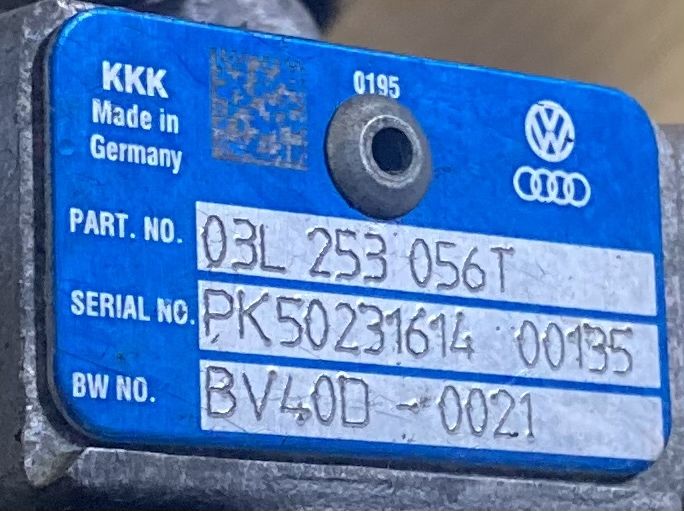 KKK
Made in
Germany
0195
PART. NO. 03L 253 056T
SERIAL NO. PK50231614 00135
BW NO. BV40D-0021